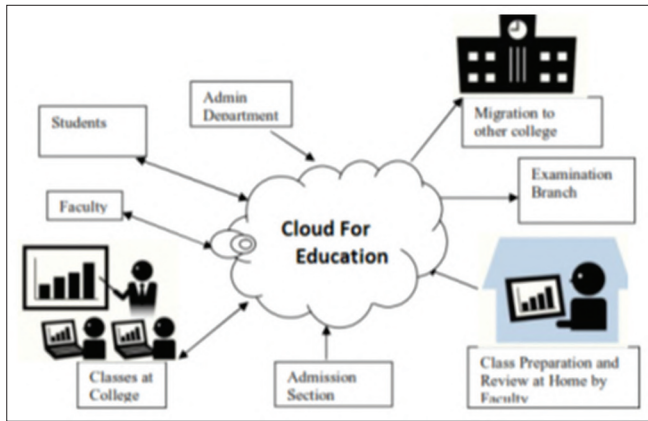 Admin
Department
Students
Migration to
other college
Examination
Branch
Faculty
Cloud For
Education
Classes at
College
Admission
Section
Class Preparation and
Review at Home by
Faculty